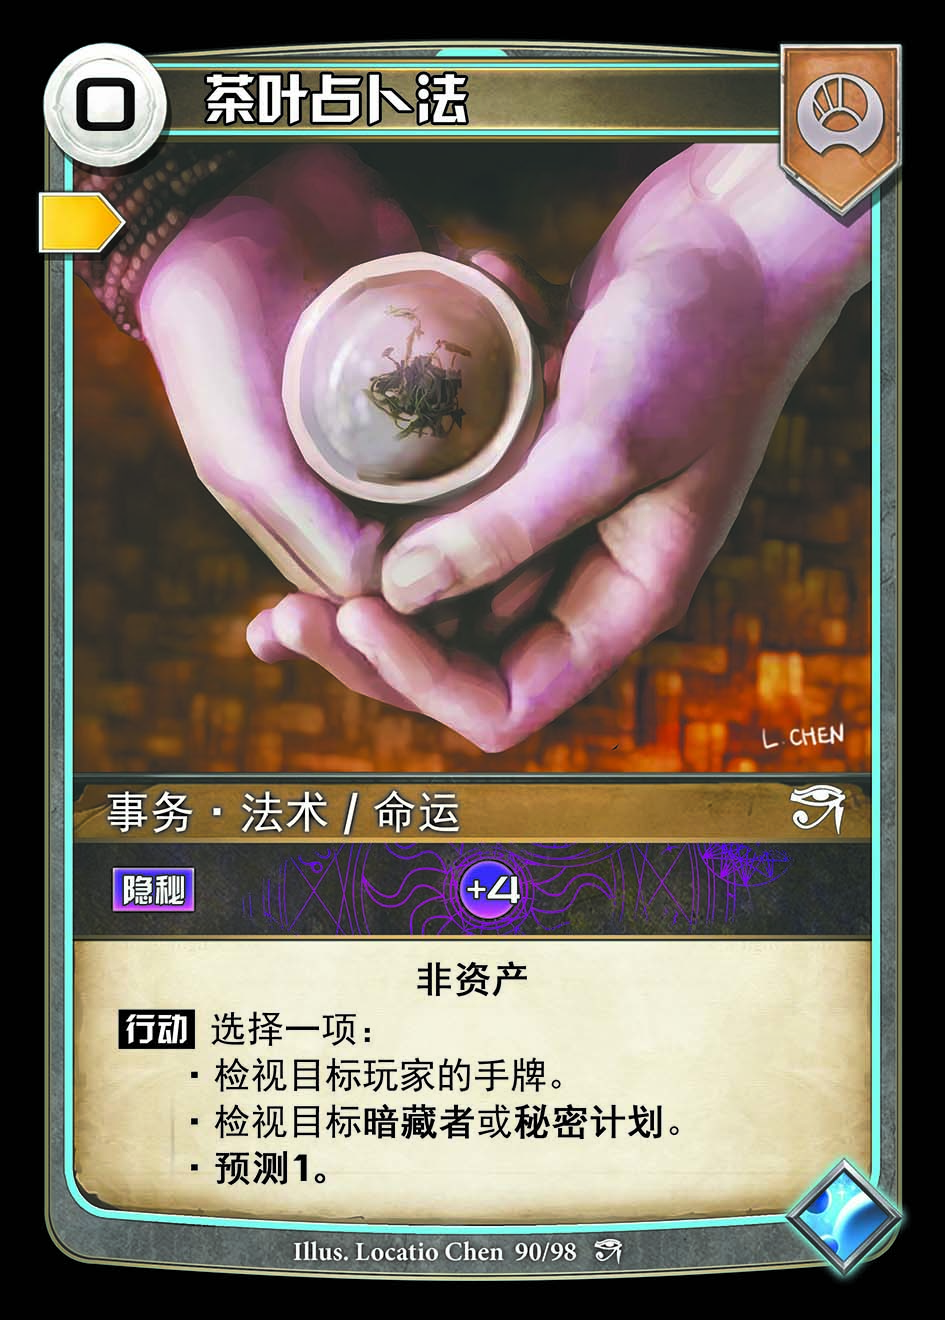 0
茶叶占卜法
L. CHEN
事务·法术 / 命运
隐秘
+4
非资产
行动 选择一项：
· 检视目标玩家的手牌。
· 检视目标暗藏者或秘密计划。
· 预测1。
Illus. Locatio Chen 90/98